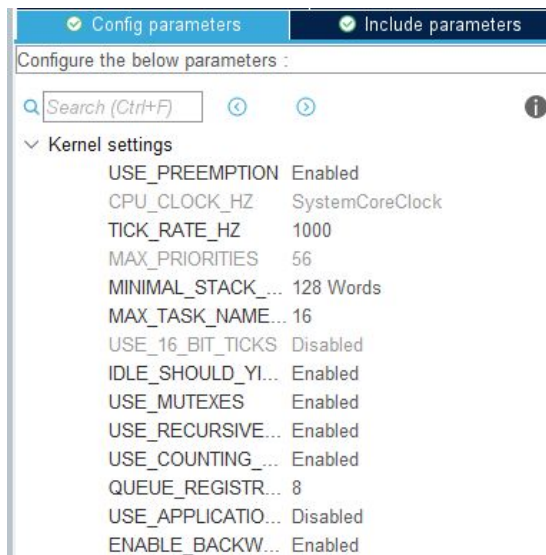 Config parameters Include parameters
Configure the below parameters :
Search (Ctrl+F)
Kernel settings
USE_PREEMPTION Enabled
CPU_CLOCK_HZ SystemCoreClock
TICK_RATE_HZ 1000
MAX_PRIORITIES 56
MINIMAL_STACK_... 128 Words
MAX_TASK_NAME... 16
USE_16_BIT_TICKS Disabled
IDLE_SHOULD_YI... Enabled
USE_MUTEXES Enabled
USE_RECURSIVE... Enabled
USE_COUNTING_... Enabled
QUEUE_REGISTR... 8
USE_APPLICATIO... Disabled
ENABLE_BACKW... Enabled